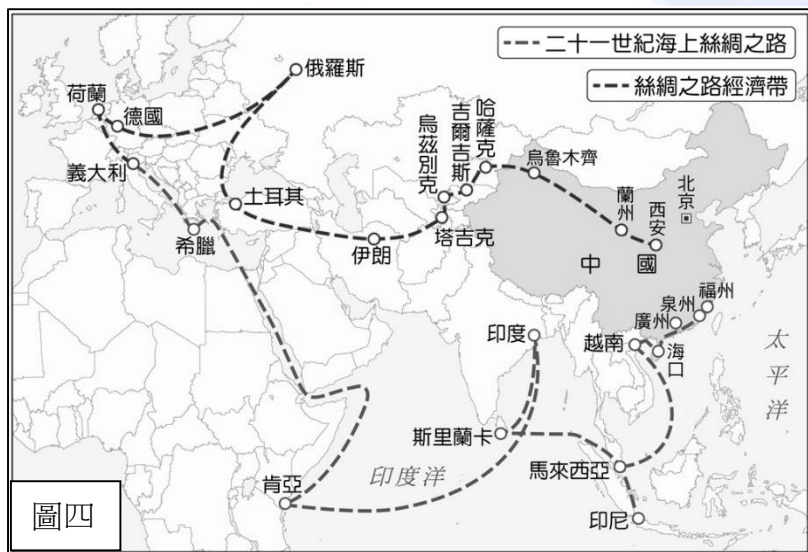 二十一世紀海上絲綢之路
絲綢之路經濟帶
俄羅斯
荷蘭
德國
義大利
希臘
土耳其
伊朗
烏茲別克
吉爾吉斯
哈薩克
塔吉克
烏魯木齊
蘭州
西安
北京
中國
福州
泉州
廣州
海口
越南
印度
斯里蘭卡
馬來西亞
印尼
肯亞
印度洋
太平洋
圖四